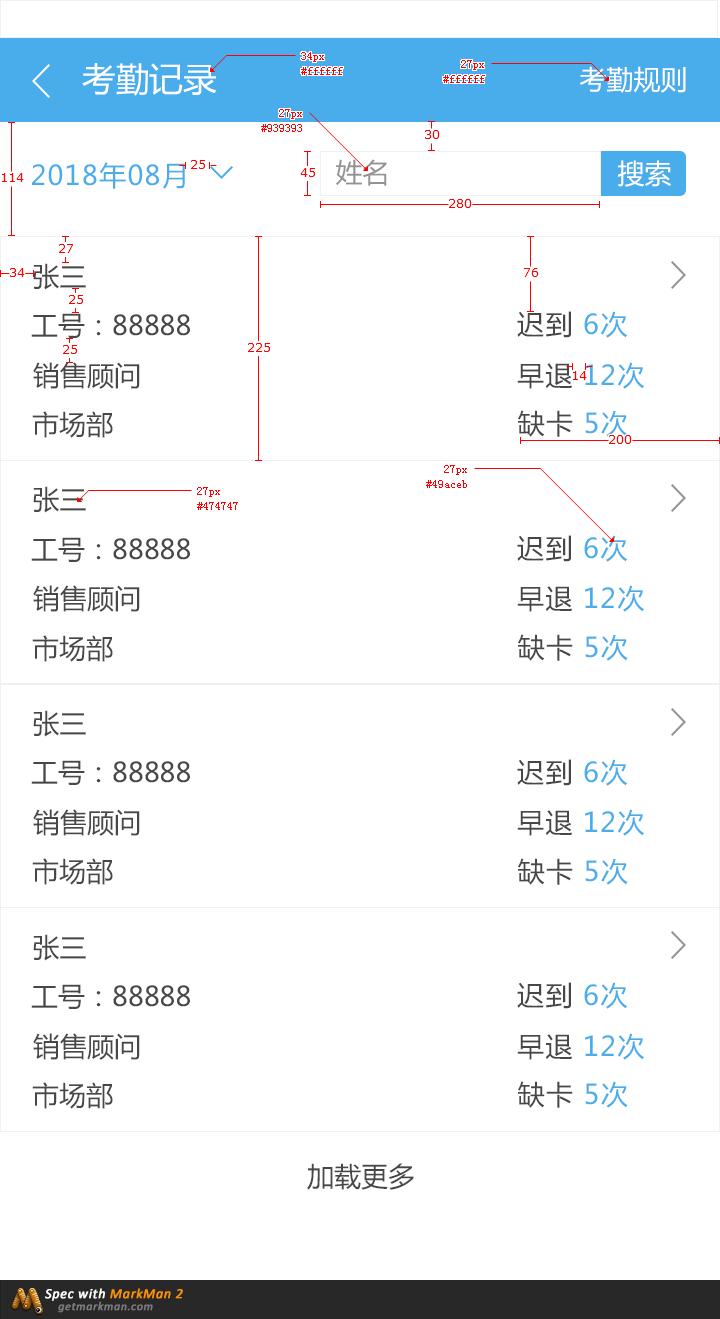 34px
#ffffff
27px
#ffffff
考勤记录
考勤规则
27px
#939393
30
114
2018年08月
25
45
姓名
搜索
280
27
34
张三
76
25
工号：88888
迟到 6次
225
25
销售顾问
早退 12次
14
市场部
缺卡 5次
200
27px
#49aceb
张三
27px
#474747
工号：88888
迟到 6次
销售顾问
早退 12次
市场部
缺卡 5次
张三
工号：88888
迟到 6次
销售顾问
早退 12次
市场部
缺卡 5次
张三
工号：88888
迟到 6次
销售顾问
早退 12次
市场部
缺卡 5次
加载更多
Spec with MarkMan 2
getmarkman.com